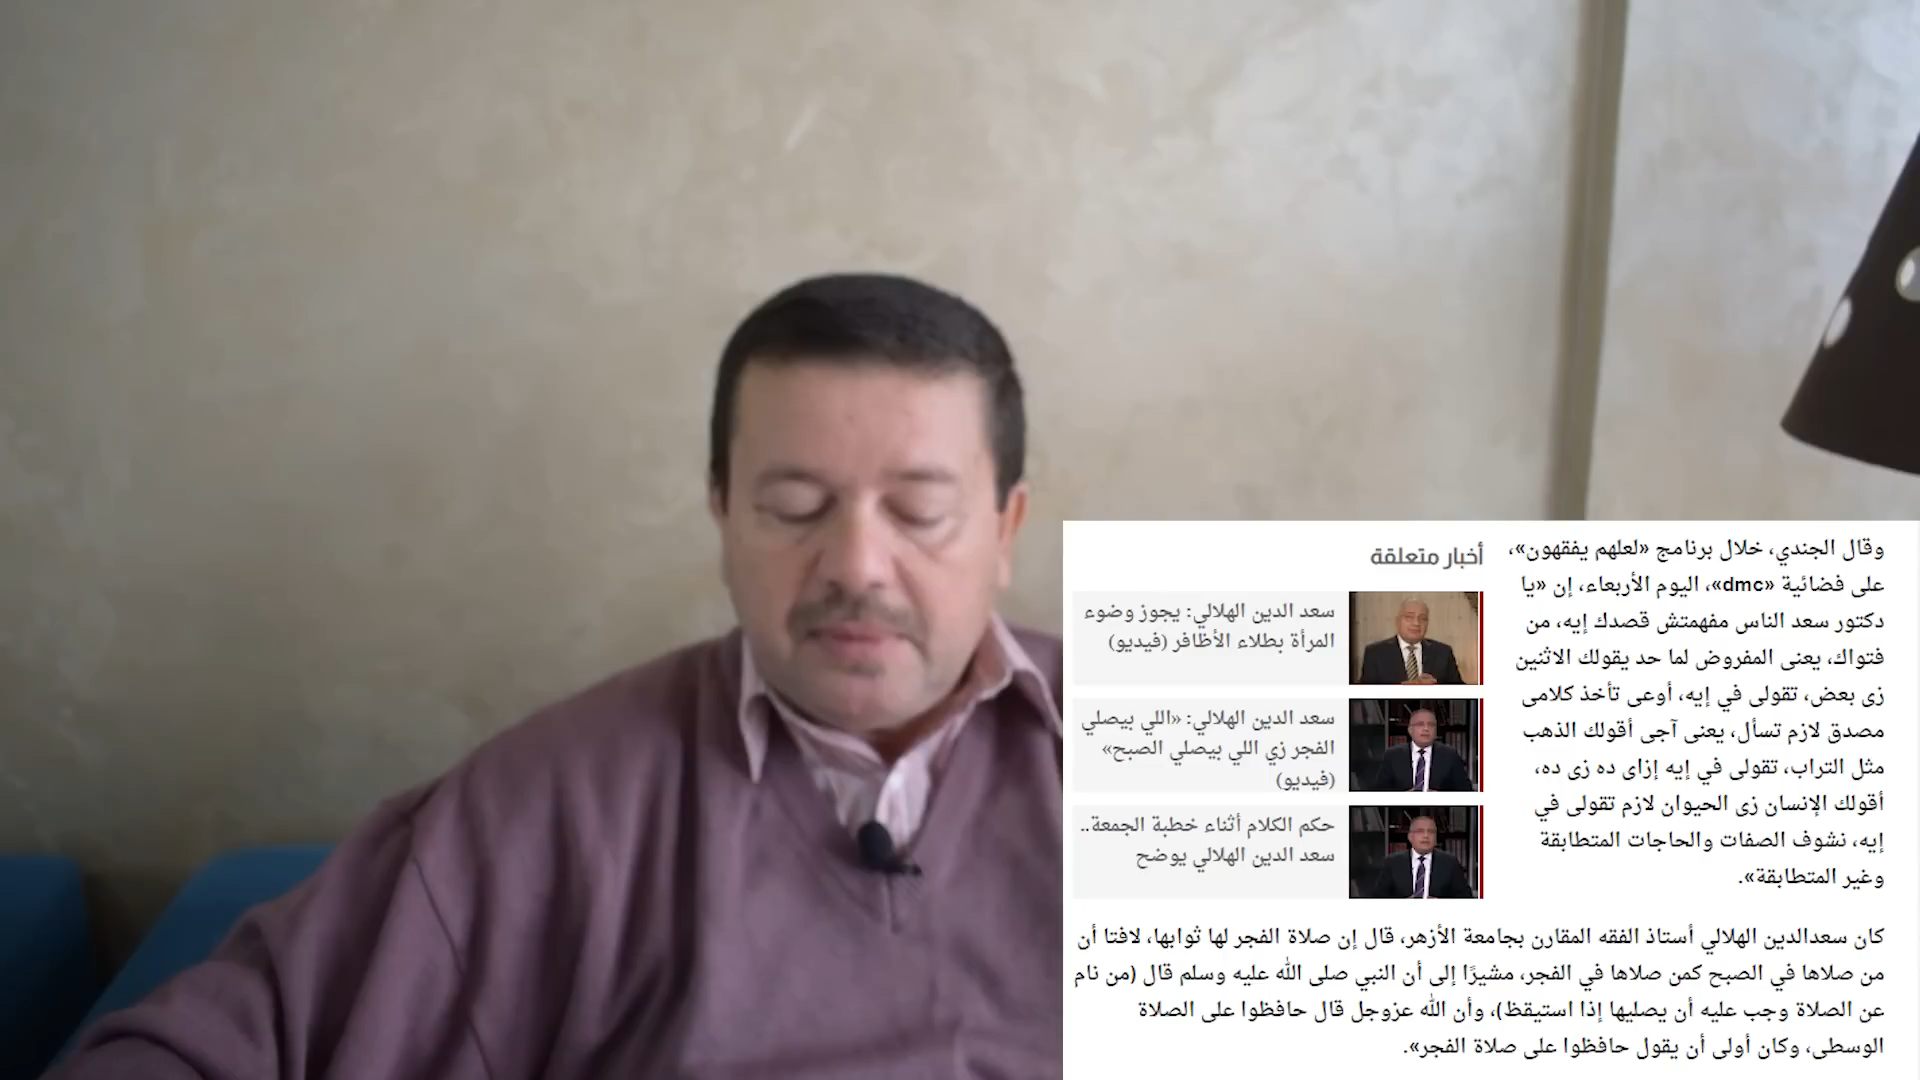 وقال الجندي، خلال برنامج «لعلهم يفقهون»،
على فضائية «dmc»، اليوم الأربعاء، إن «يا
دكتور سعد الناس مفهمتش قصدك إيه، من
فتواك، يعنى المفروض لما حد يقولك الاثنين
زى بعض، تقولى في إيه، أوعى تأخذ كلامى
مصدق لازم تسأل، يعنى آجى أقولك الذهب
مثل التراب، تقولى في إيه إزاى ده زى ده،
أقولك الإنسان زى الحيوان لازم تقولى في
إيه، نشوف الصفات والحاجات المتطابقة
وغير المتطابقة».
أخبار متعلقة
سعد الدين الهلالي: يجوز وضوء
المرأة بطلاء الأظافر (فيديو)
سعد الدين الهلالي: «اللي بيصلي
الفجر زي اللي بيصلي الصبح»
(فيديو)
حكم الكلام أثناء خطبة الجمعة..
سعد الدين الهلالي يوضح
كان سعدالدين الهلالي أستاذ الفقه المقارن بجامعة الأزهر، قال إن صلاة الفجر لها ثوابها، لافتا أن
من صلاها في الصبح كمن صلاها في الفجر، مشيرًا إلى أن النبي صلى الله عليه وسلم قال (من نام
عن الصلاة وجب عليه أن يصليها إذا استيقظ)، وأن الله عزوجل قال حافظوا على الصلاة
الوسطى، وكان أولى أن يقول حافظوا على صلاة الفجر».